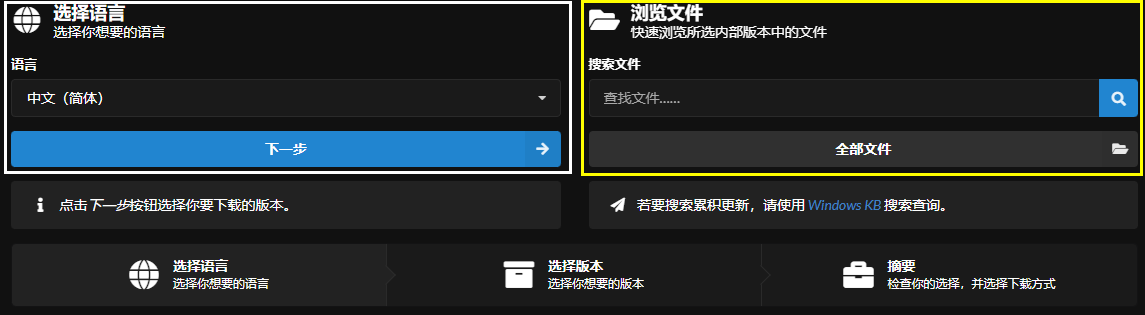 选择语言
选择你想要的语言
语言
中文（简体）
下一步
点击下一步按钮选择你要下载的版本。
浏览文件
快速浏览所选内部版本中的文件
搜索文件
查找文件……
全部文件
若要搜索累积更新，请使用 Windows KB 搜索查询。
选择语言
选择你想要的语言
选择版本
选择你想要的版本
摘要
检查你的选择，并选择下载方式